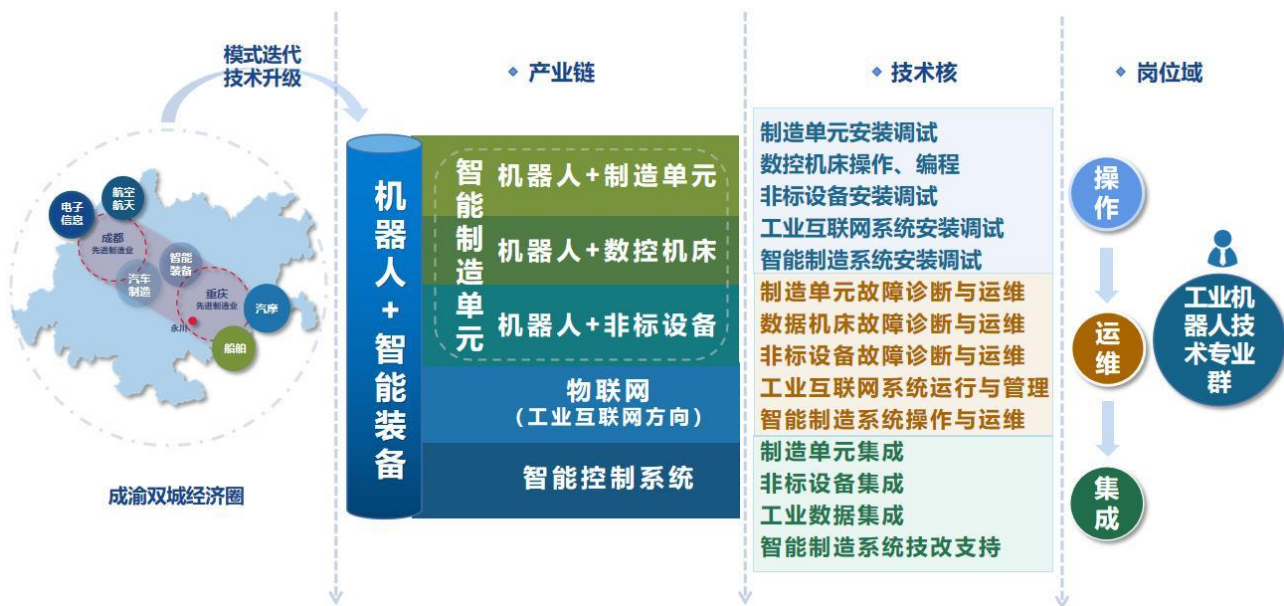 模式迭代
技术升级
电子
信息
航空
航天
成都
先进制造业
汽车
制造
智能
装备
重庆
先进制造业
永川
汽摩
船舶
成渝双城经济圈
产业链
机器人+智能装备
智能制造单元
机器人+制造单元
机器人+数控机床
机器人+非标设备
物联网
(工业互联网方向)
智能控制系统
技术核
制造单元安装调试
数控机床操作、编程
非标设备安装调试
工业互联网系统安装调试
智能制造系统安装调试
制造单元故障诊断与运维
数据机床故障诊断与运维
非标设备故障诊断与运维
工业互联网系统运行与管理
智能制造系统操作与运维
制造单元集成
非标设备集成
工业数据集成
智能制造系统技改支持
岗位域
操作
运维
集成
工业机
器人技
术专业
群